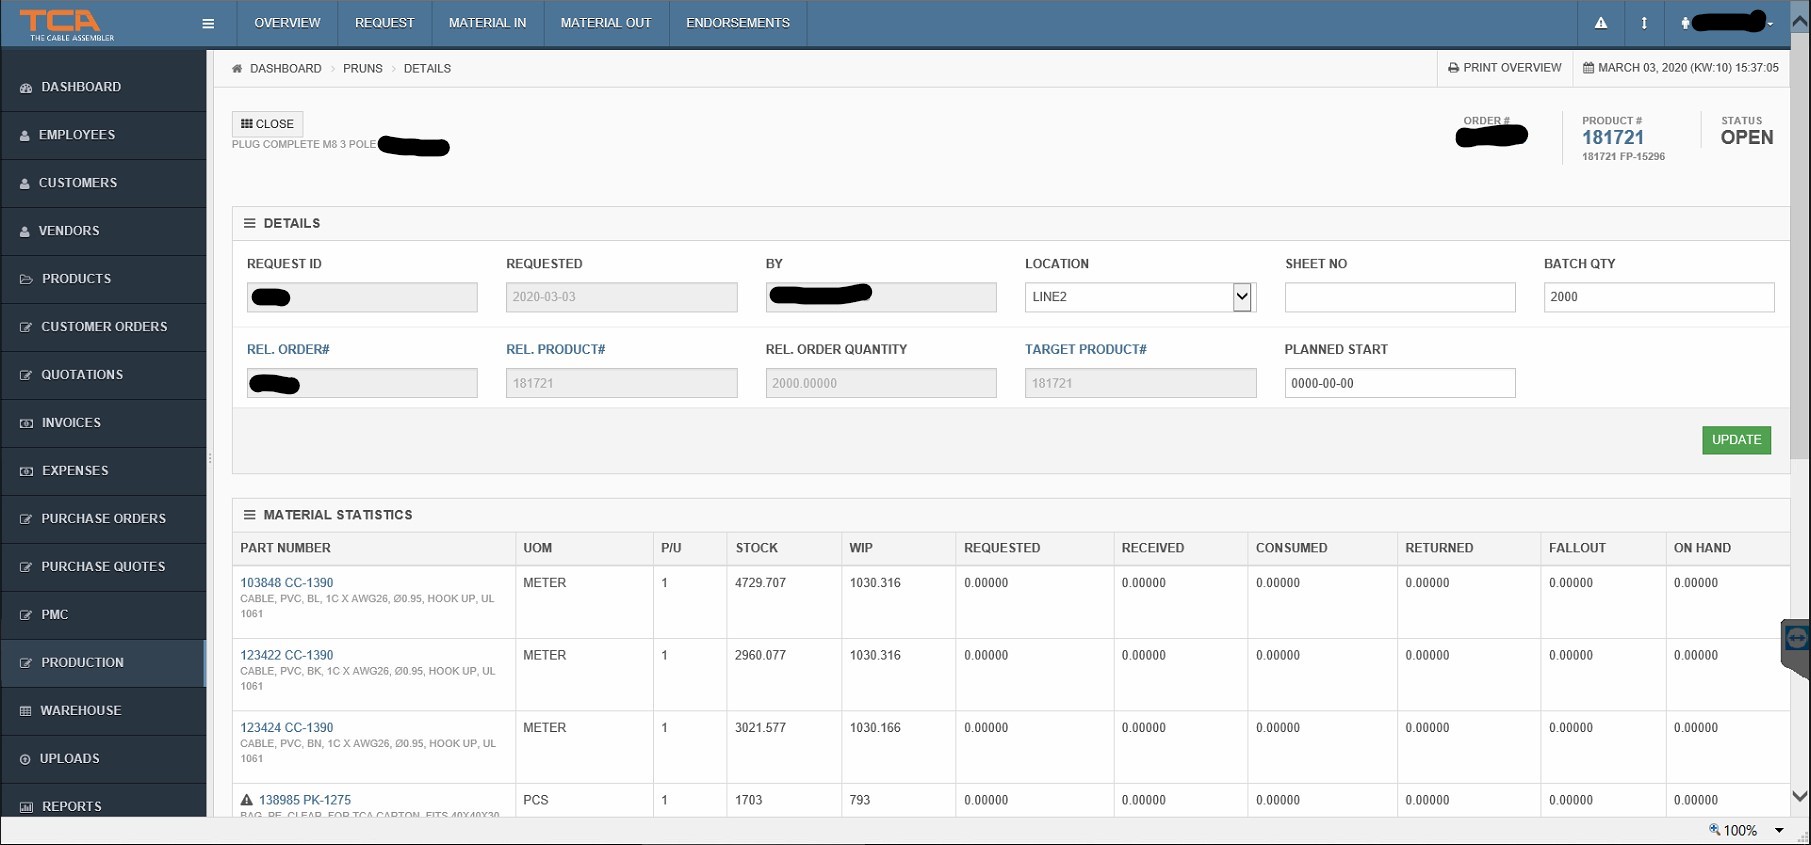 TCA
THE CABLE ASSEMBLER
OVERVIEW
REQUEST
MATERIAL IN
MATERIAL OUT
ENDORSEMENTS
DASHBOARD
EMPLOYEES
CUSTOMERS
VENDORS
PRODUCTS
CUSTOMER ORDERS
QUOTATIONS
INVOICES
EXPENSES
PURCHASE ORDERS
PURCHASE QUOTES
PMC
PRODUCTION
WAREHOUSE
UPLOADS
REPORTS
DASHBOARD > PRUNS > DETAILS
PRINT OVERVIEW
MARCH 03, 2020 (KW:10) 15:37:05
CLOSE
PLUG COMPLETE M8 3 POLE
ORDER #
PRODUCT #
181721
181721 FP-15296
STATUS
OPEN
DETAILS
REQUEST ID REQUESTED BY LOCATION SHEET NO BATCH QTY
2020-03-03 LINE2 2000
REL. ORDER# REL. PRODUCT# REL. ORDER QUANTITY TARGET PRODUCT# PLANNED START
181721 2000.00000 181721 0000-00-00
UPDATE
MATERIAL STATISTICS
PART NUMBER UOM P/U STOCK WIP REQUESTED RECEIVED CONSUMED RETURNED FALLOUT ON HAND
103848 CC-1390 METER 1 4729.707 1030.316 0.00000 0.00000 0.00000 0.00000 0.00000 0.00000
CABLE, PVC, BL, 1C X AWG26, Ø0.95, HOOK UP, UL
1061
123422 CC-1390 METER 1 2960.077 1030.316 0.00000 0.00000 0.00000 0.00000 0.00000 0.00000
CABLE, PVC, BK, 1C X AWG26, Ø0.95, HOOK UP, UL
1061
123424 CC-1390 METER 1 3021.577 1030.166 0.00000 0.00000 0.00000 0.00000 0.00000 0.00000
CABLE, PVC, BN, 1C X AWG26, Ø0.95, HOOK UP, UL
1061
138985 PK-1275 PCS 1 1703 793 0.00000 0.00000 0.00000 0.00000 0.00000 0.00000
BAG, PE, CLEAR, FOR TCA CARTON, FITS 40X40X30
100%